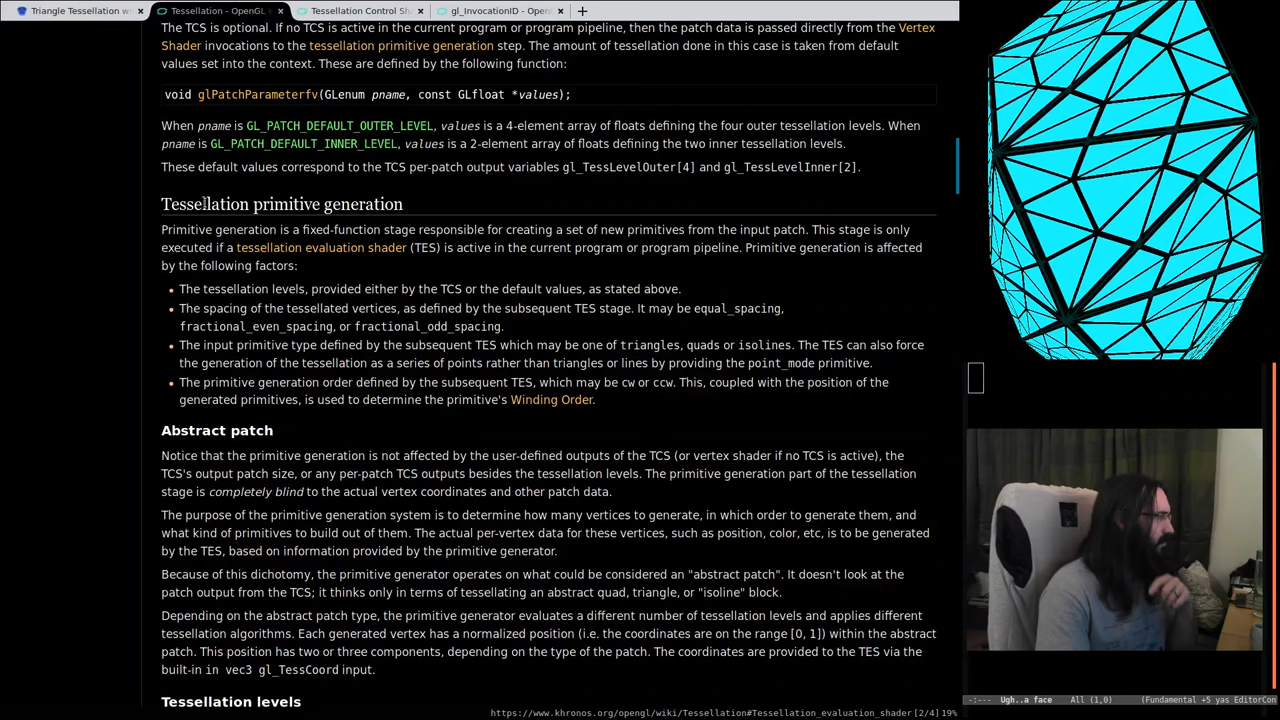 Triangle Tessellation w
Tessellation - OpenGL
Tessellation Control Sha
gl_InvocationID - Open
The TCS is optional. If no TCS is active in the current program or program pipeline, then the patch data is passed directly from the Vertex
Shader invocations to the tessellation primitive generation step. The amount of tessellation done in this case is taken from default
values set into the context. These are defined by the following function:
void glPatchParameterfv(GLenum pname, const GLfloat *values);
When pname is GL_PATCH_DEFAULT_OUTER_LEVEL, values is a 4-element array of floats defining the four outer tessellation levels. When
pname is GL_PATCH_DEFAULT_INNER_LEVEL, values is a 2-element array of floats defining the two inner tessellation levels.
These default values correspond to the TCS per-patch output variables gl_TessLevelOuter[4] and gl_TessLevelInner[2].
Tessellation primitive generation
Primitive generation is a fixed-function stage responsible for creating a set of new primitives from the input patch. This stage is only
executed if a tessellation evaluation shader (TES) is active in the current program or program pipeline. Primitive generation is affected
by the following factors:
• The tessellation levels, provided either by the TCS or the default values, as stated above.
• The spacing of the tessellated vertices, as defined by the subsequent TES stage. It may be equal_spacing,
fractional_even_spacing, or fractional_odd_spacing.
• The input primitive type defined by the subsequent TES which may be one of triangles, quads or isolines. The TES can also force
the generation of the tessellation as a series of points rather than triangles or lines by providing the point_mode primitive.
• The primitive generation order defined by the subsequent TES, which may be cw or ccw. This, coupled with the position of the
generated primitives, is used to determine the primitive's Winding Order.
Abstract patch
Notice that the primitive generation is not affected by the user-defined outputs of the TCS (or vertex shader if no TCS is active), the
TCS's output patch size, or any per-patch TCS outputs besides the tessellation levels. The primitive generation part of the tessellation
stage is completely blind to the actual vertex coordinates and other patch data.
The purpose of the primitive generation system is to determine how many vertices to generate, in which order to generate them, and
what kind of primitives to build out of them. The actual per-vertex data for these vertices, such as position, color, etc, is to be generated
by the TES, based on information provided by the primitive generator.
Because of this dichotomy, the primitive generator operates on what could be considered an "abstract patch". It doesn't look at the
patch output from the TCS; it thinks only in terms of tessellating an abstract quad, triangle, or "isoline" block.
Depending on the abstract patch type, the primitive generator evaluates a different number of tessellation levels and applies different
tessellation algorithms. Each generated vertex has a normalized position (i.e. the coordinates are on the range [0, 1]) within the abstract
patch. This position has two or three components, depending on the type of the patch. The coordinates are provided to the TES via the
built-in in vec3 gl_TessCoord input.
Tessellation levels
https://www.khronos.org/opengl/wiki/Tessellation#Tessellation_evaluation_shader [2/4] 19%
-:--- Ugh..a face All (1,0) (Fundamental +5 yas EditorCon